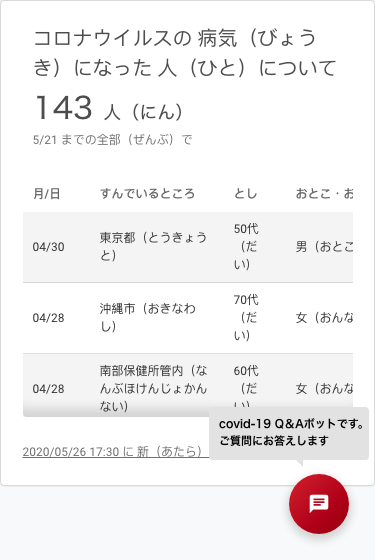 コロナウイルスの 病気（びょう
き）になった 人（ひと）について
143 人（にん）
5/21 までの全部（ぜんぶ）で
月/日 すんでいるところ とし おとこ・お
04/30 東京都（とうきょう
と） 50代
（だ
い） 男（おとこ
04/28 沖縄市（おきなわ
し） 70代
（だ
い） 女（おんな
04/28 南部保健所管内（な
んぶほけんじょかん
ない） 60代
（だ
い） 女（おんな
2020/05/26 17:30 に 新（あたら）
covid-19 Q&Aボットです。
ご質問にお答えします